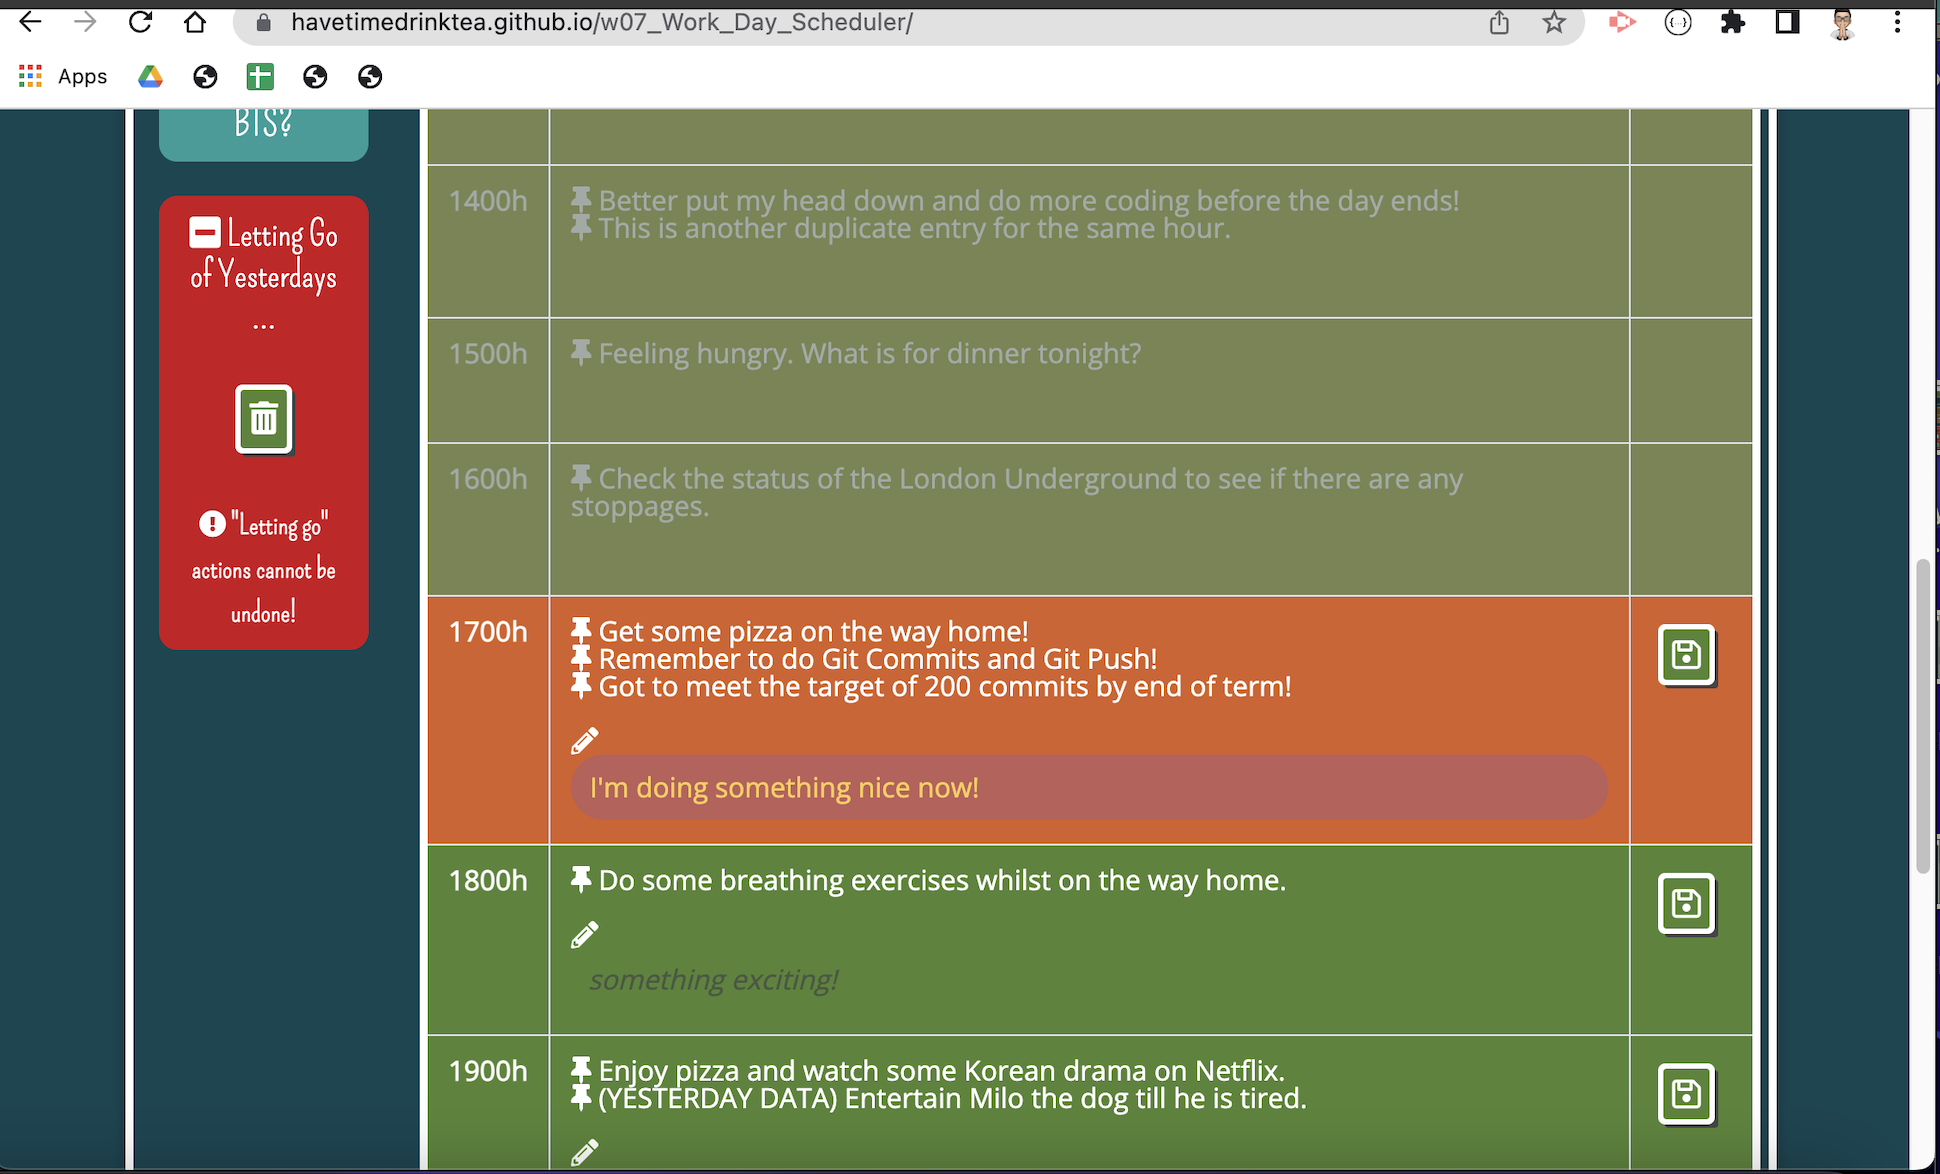 havetimedrinktea.github.io/w07_Work_Day_Scheduler/
Apps
BTS?
Letting Go
of Yesterdays
...
"Letting go"
actions cannot be
undone!
1400h
Better put my head down and do more coding before the day ends!
This is another duplicate entry for the same hour.
1500h
Feeling hungry. What is for dinner tonight?
1600h
Check the status of the London Underground to see if there are any
stoppages.
1700h
Get some pizza on the way home!
Remember to do Git Commits and Git Push!
Got to meet the target of 200 commits by end of term!
I'm doing something nice now!
1800h
Do some breathing exercises whilst on the way home.
something exciting!
1900h
Enjoy pizza and watch some Korean drama on Netflix.
(YESTERDAY DATA) Entertain Milo the dog till he is tired.